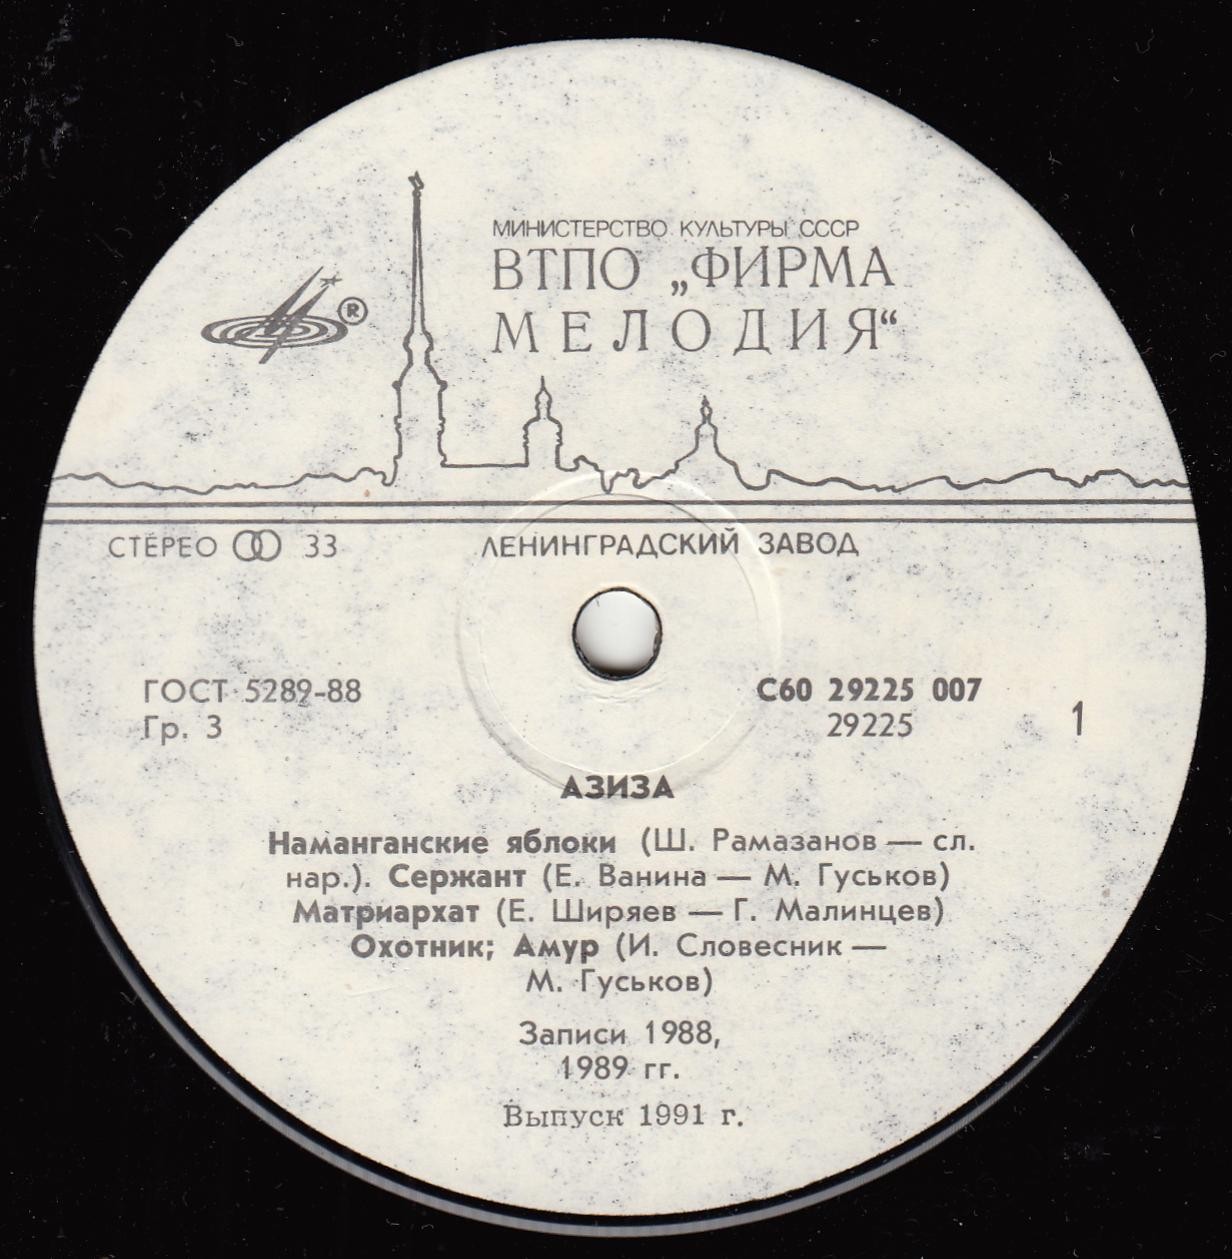 МИНИСТЕРСТВО КУЛЬТУРЫ СССР
ВТПО „ФИРМА
МЕЛОДИЯ“
®
СТЕРЕО 33
ЛЕНИНГРАДСКИЙ ЗАВОД
ГОСТ 5289-88
Гр. 3
С60 29225 007
29225
1
АЗИЗА
Наманганские яблоки (Ш. Рамазанов — сл.
нар.). Сержант (Е. Ванина — М. Гуськов)
Матриархат (Е. Ширяев — Г. Малинцев)
Охотник; Амур (И. Словесник —
М. Гуськов)
Записи 1988,
1989 гг.
Выпуск 1991 г.